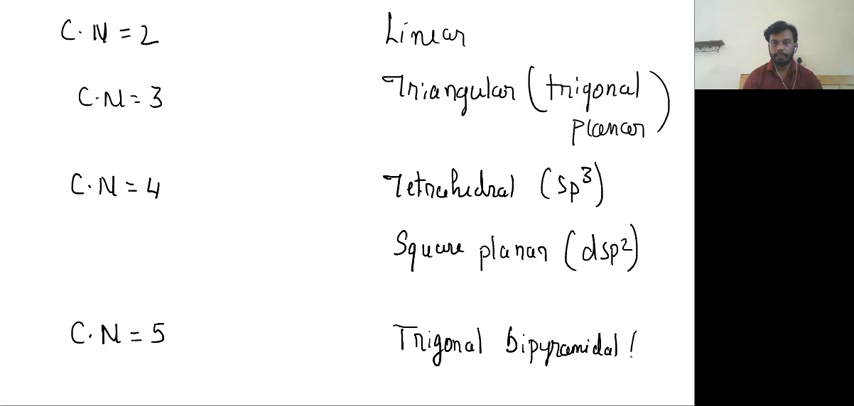 C.N = 2 Linear
C.N = 3 Triangular (trigonal
planar)
C.N = 4 Tetrahedral (sp³)
Square planar (dsp²)
C.N = 5 Trigonal bipyramidal!